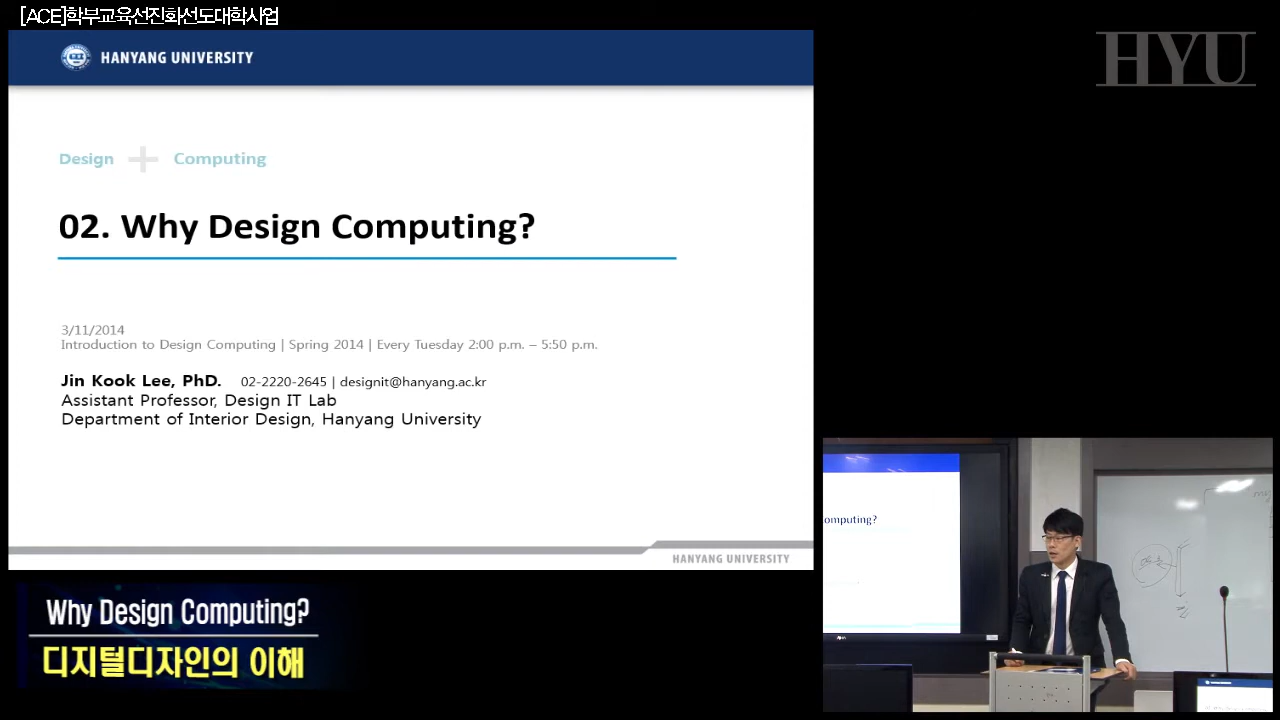 [ACE]학부교육선진화선도대학사업
HANYANG UNIVERSITY
HYU
Design + Computing
02. Why Design Computing?
3/11/2014
Introduction to Design Computing | Spring 2014 | Every Tuesday 2:00 p.m. – 5:50 p.m.
Jin Kook Lee, PhD. 02-2220-2645 | designit@hanyang.ac.kr
Assistant Professor, Design IT Lab
Department of Interior Design, Hanyang University
HANYANG UNIVERSITY
omputing?
Why Design Computing?
디지털디자인의 이해